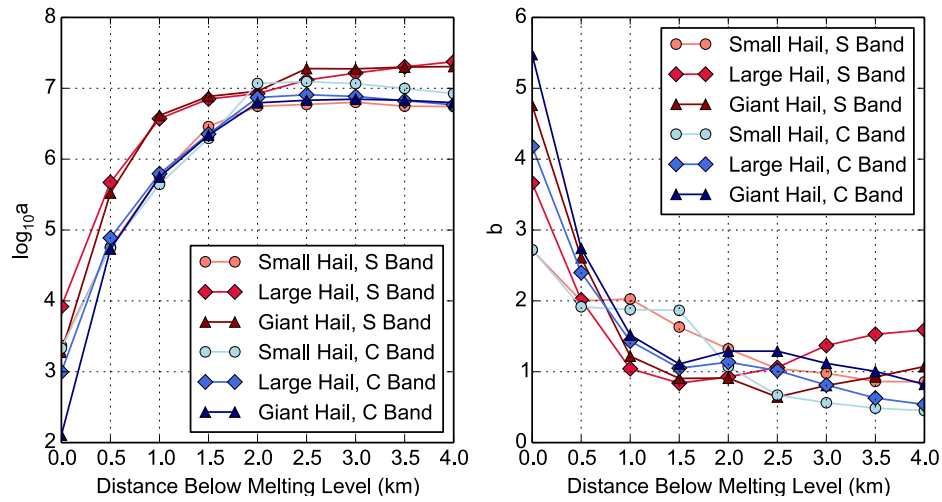 8
7
6
5
4
3
2
log₁₀a
0.0 0.5 1.0 1.5 2.0 2.5 3.0 3.5 4.0
Distance Below Melting Level (km)
Small Hail, S Band
Large Hail, S Band
Giant Hail, S Band
Small Hail, C Band
Large Hail, C Band
Giant Hail, C Band
6
5
4
3
2
1
0
b
0.0 0.5 1.0 1.5 2.0 2.5 3.0 3.5 4.0
Distance Below Melting Level (km)
Small Hail, S Band
Large Hail, S Band
Giant Hail, S Band
Small Hail, C Band
Large Hail, C Band
Giant Hail, C Band